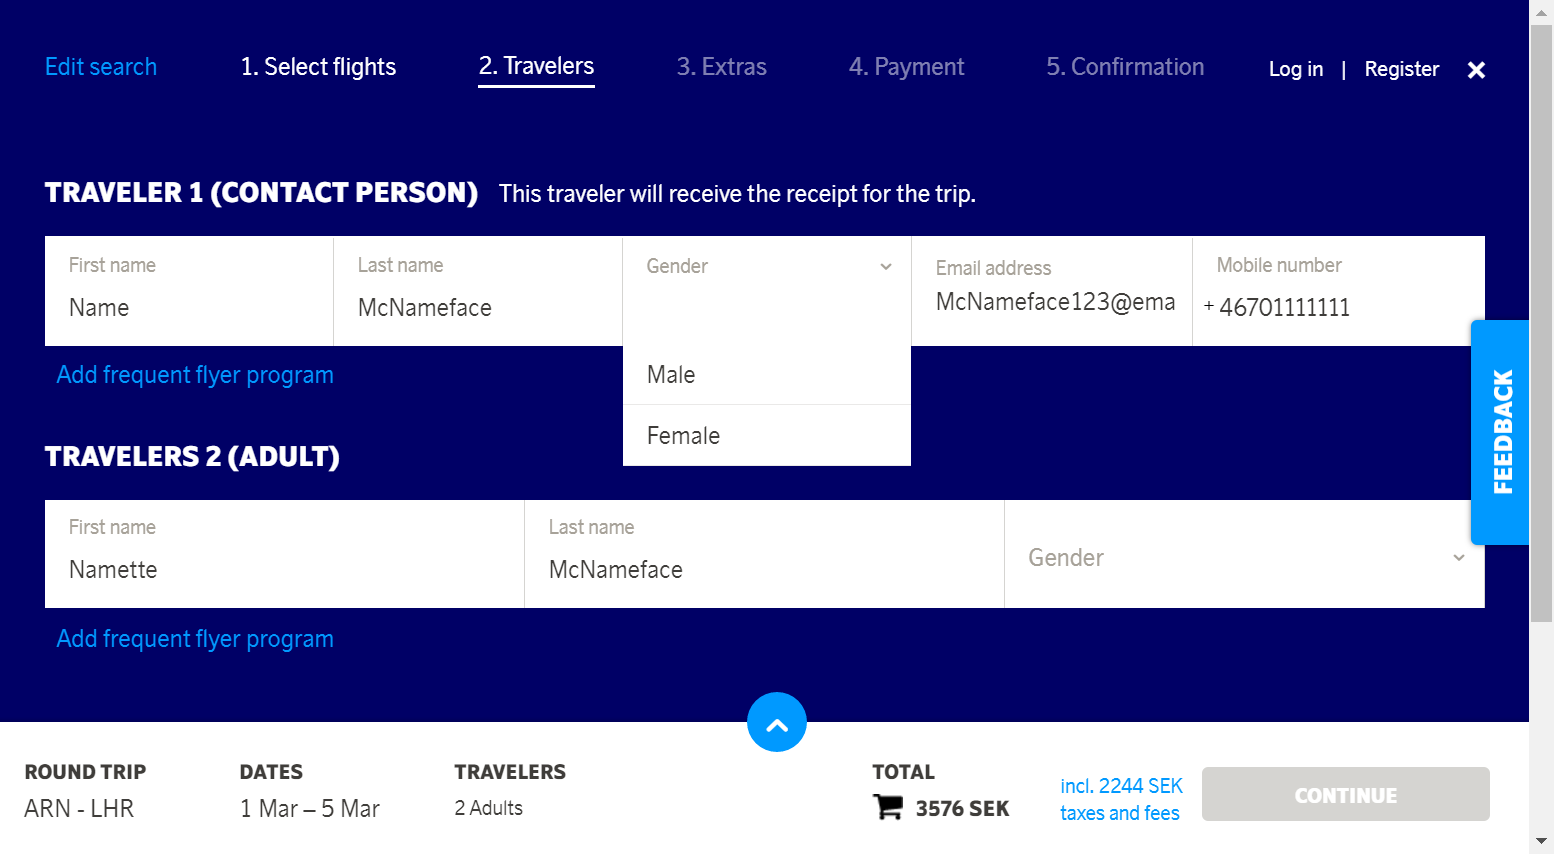 Edit search
1. Select flights
2. Travelers
3. Extras
4. Payment
5. Confirmation
Log in | Register
TRAVELER 1 (CONTACT PERSON) This traveler will receive the receipt for the trip.
First name
Name
Last name
McNameface
Gender
Male
Female
Email address
McNameface123@ema
Mobile number
+ 46701111111
Add frequent flyer program
FEEDBACK
TRAVELERS 2 (ADULT)
First name
Namette
Last name
McNameface
Gender
Add frequent flyer program
ROUND TRIP
ARN - LHR
DATES
1 Mar – 5 Mar
TRAVELERS
2 Adults
TOTAL
3576 SEK
incl. 2244 SEK
taxes and fees
CONTINUE